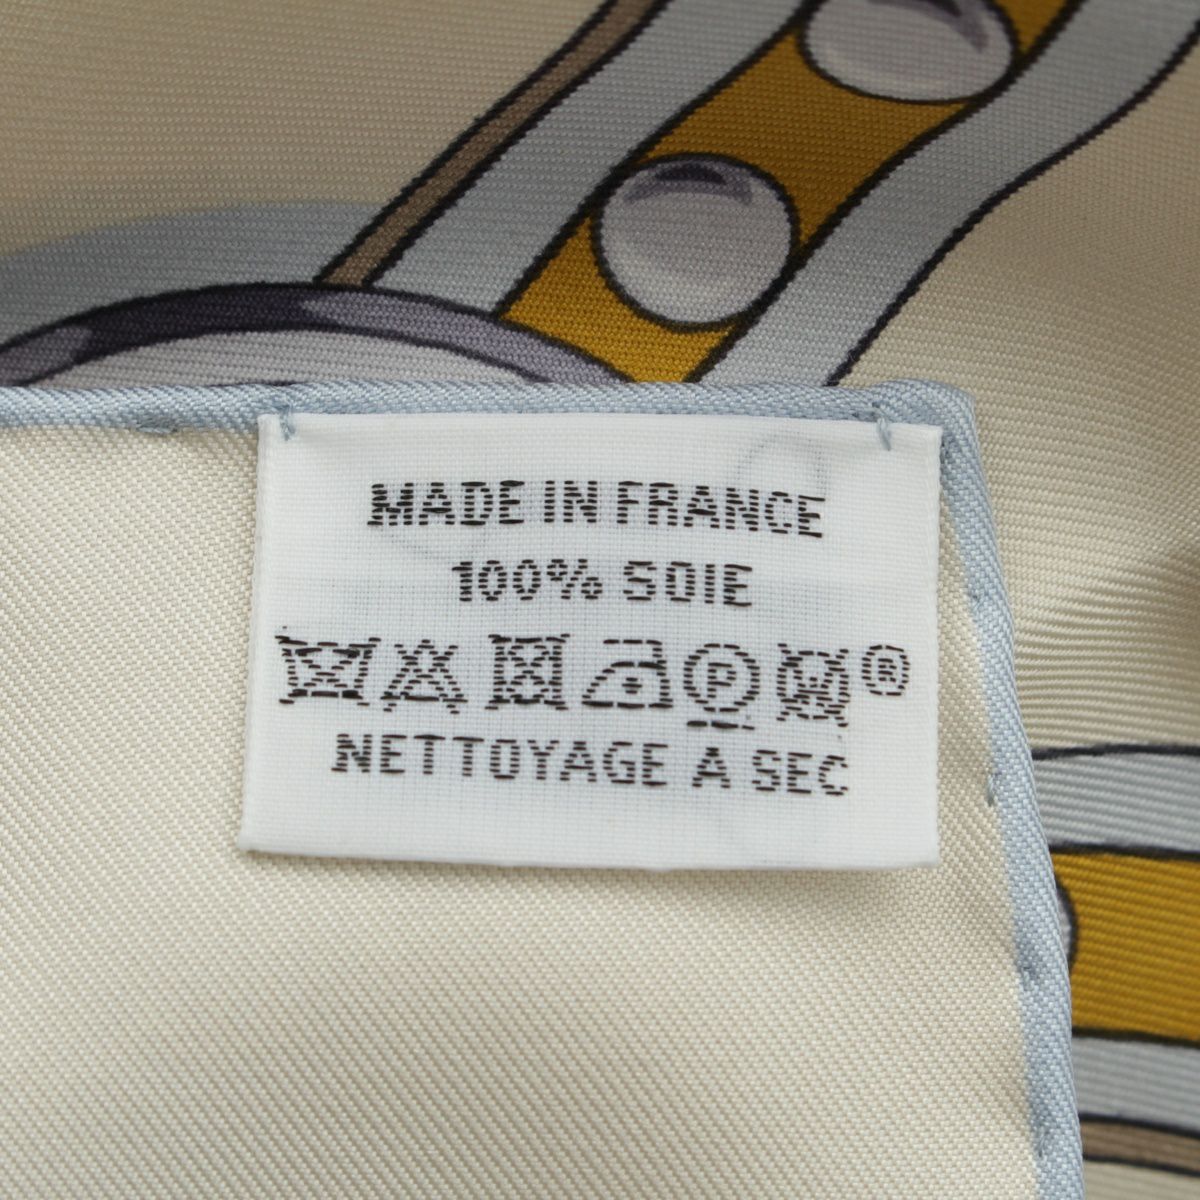 MADE IN FRANCE
100% SOIE
P ®
NETTOYAGE A SEC